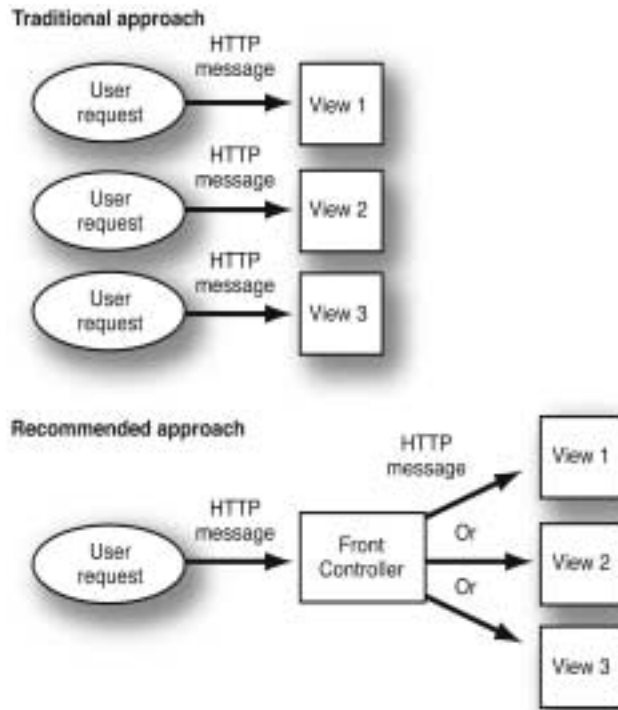 Traditional approach
HTTP
message
User
request
View 1
HTTP
message
User
request
View 2
HTTP
message
User
request
View 3
Recommended approach
HTTP
message
View 1
HTTP
message
User
request
Front
Controller
Or
View 2
Or
View 3